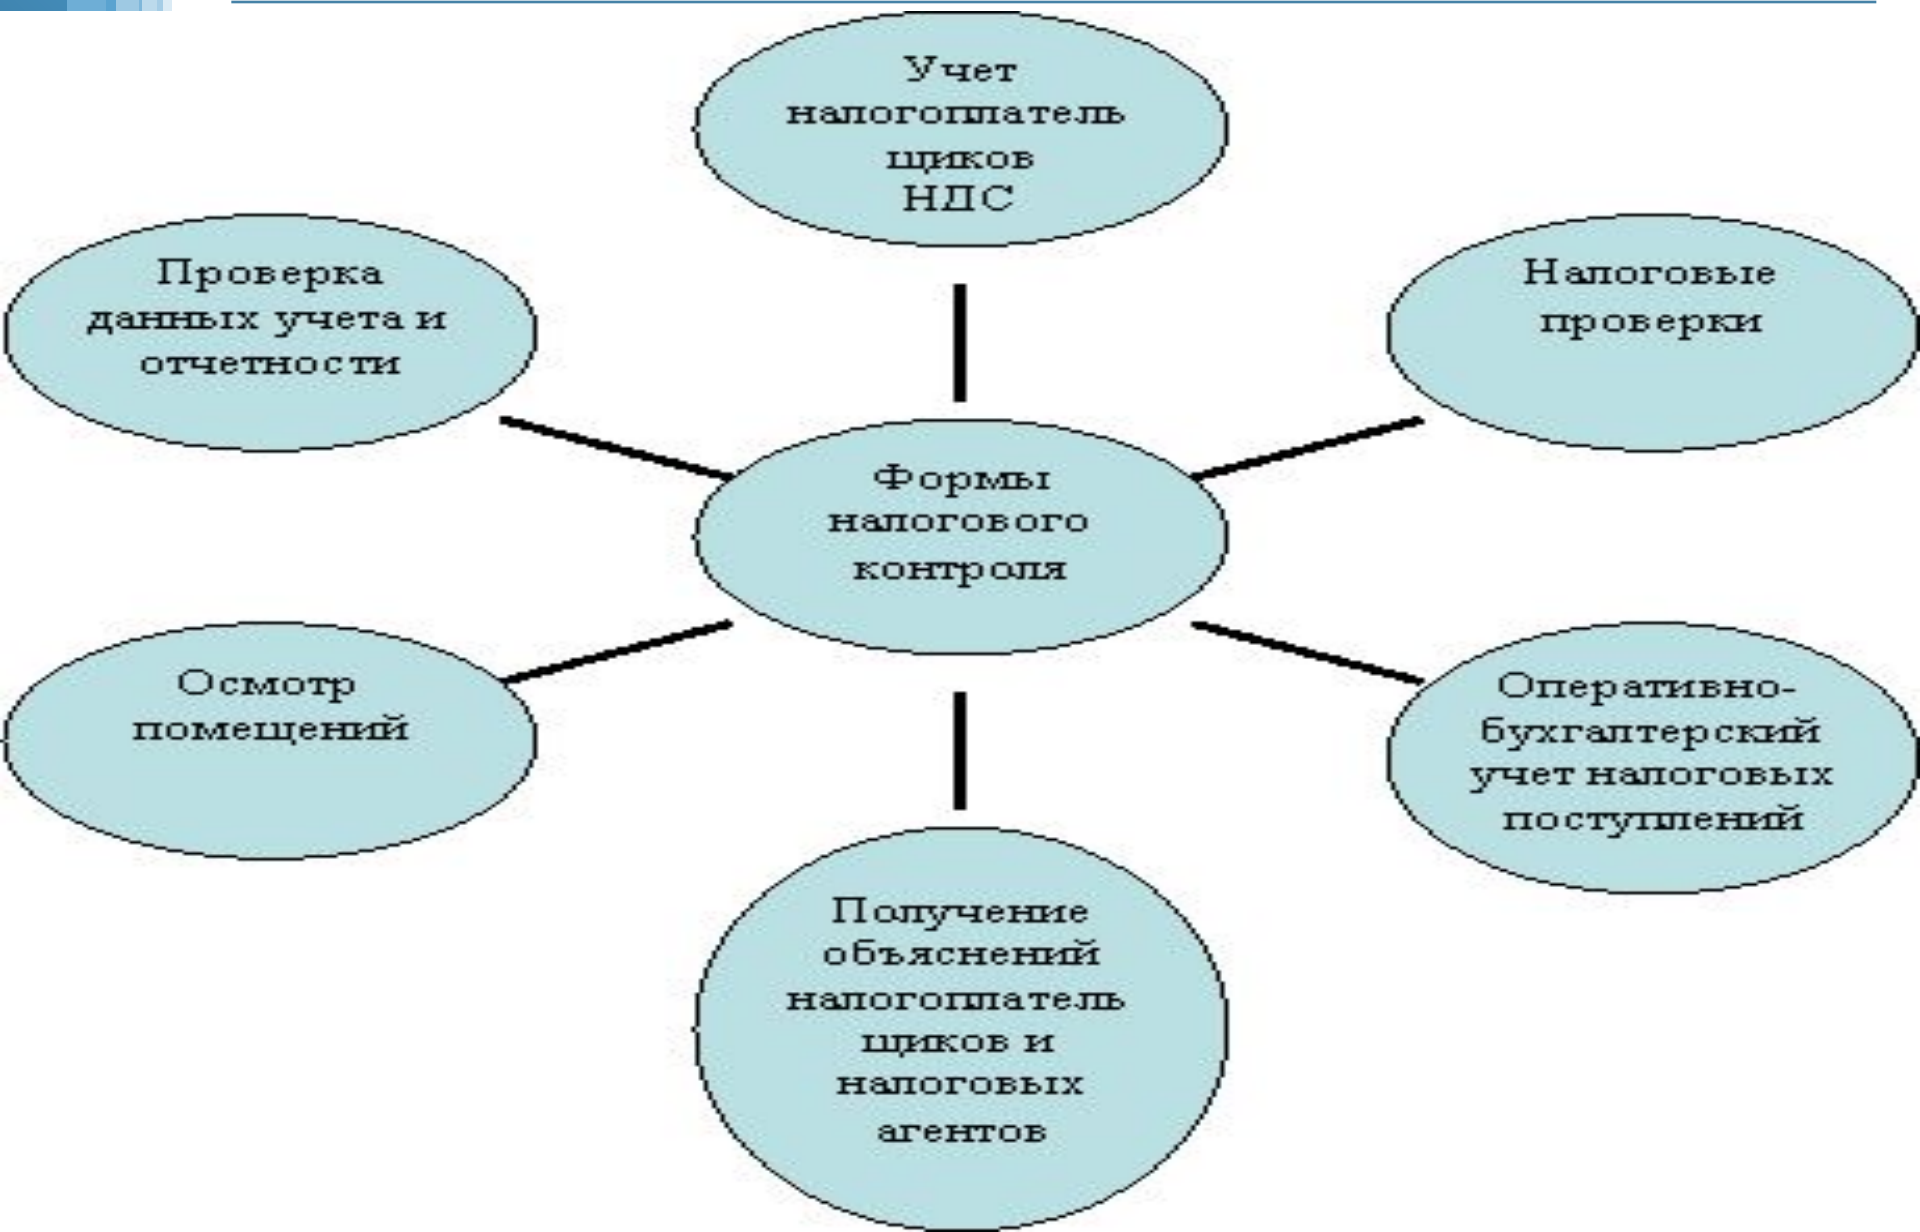 Учет
налогоплатель
щиков
НДС
Проверка
данных учета и
отчетности
Налоговые
проверки
Формы
налогового
контроля
Осмотр
помещений
Оперативно-
бухгалтерский
учет налоговых
поступлений
Получение
объяснений
налогоплатель
щиков и
налоговых
агентов